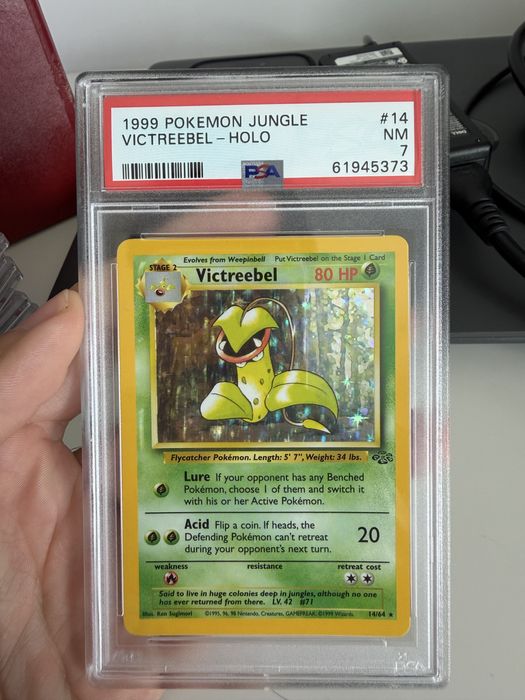 1999 POKEMON JUNGLE #14
VICTREEBEL - HOLO NM
7
PSA 61945373
Evolves from Weepinbell Put Victreebel on the Stage 1 Card
STAGE 2
Victreebel 80 HP
Flycatcher Pokémon. Length: 5' 7", Weight: 34 lbs.
Lure If your opponent has any Benched
Pokémon, choose 1 of them and switch it
with his or her Active Pokémon.
Acid Flip a coin. If heads, the
Defending Pokémon can't retreat 20
during your opponent's next turn.
weakness resistance retreat cost
Said to live in huge colonies deep in jungles, although no one
has ever returned from there. LV. 42 #71
Illus. Ken Sugimori ©1995, 96, 98 Nintendo, Creatures, GAMEFREAK. ©1999 Wizards. 14/64 ★